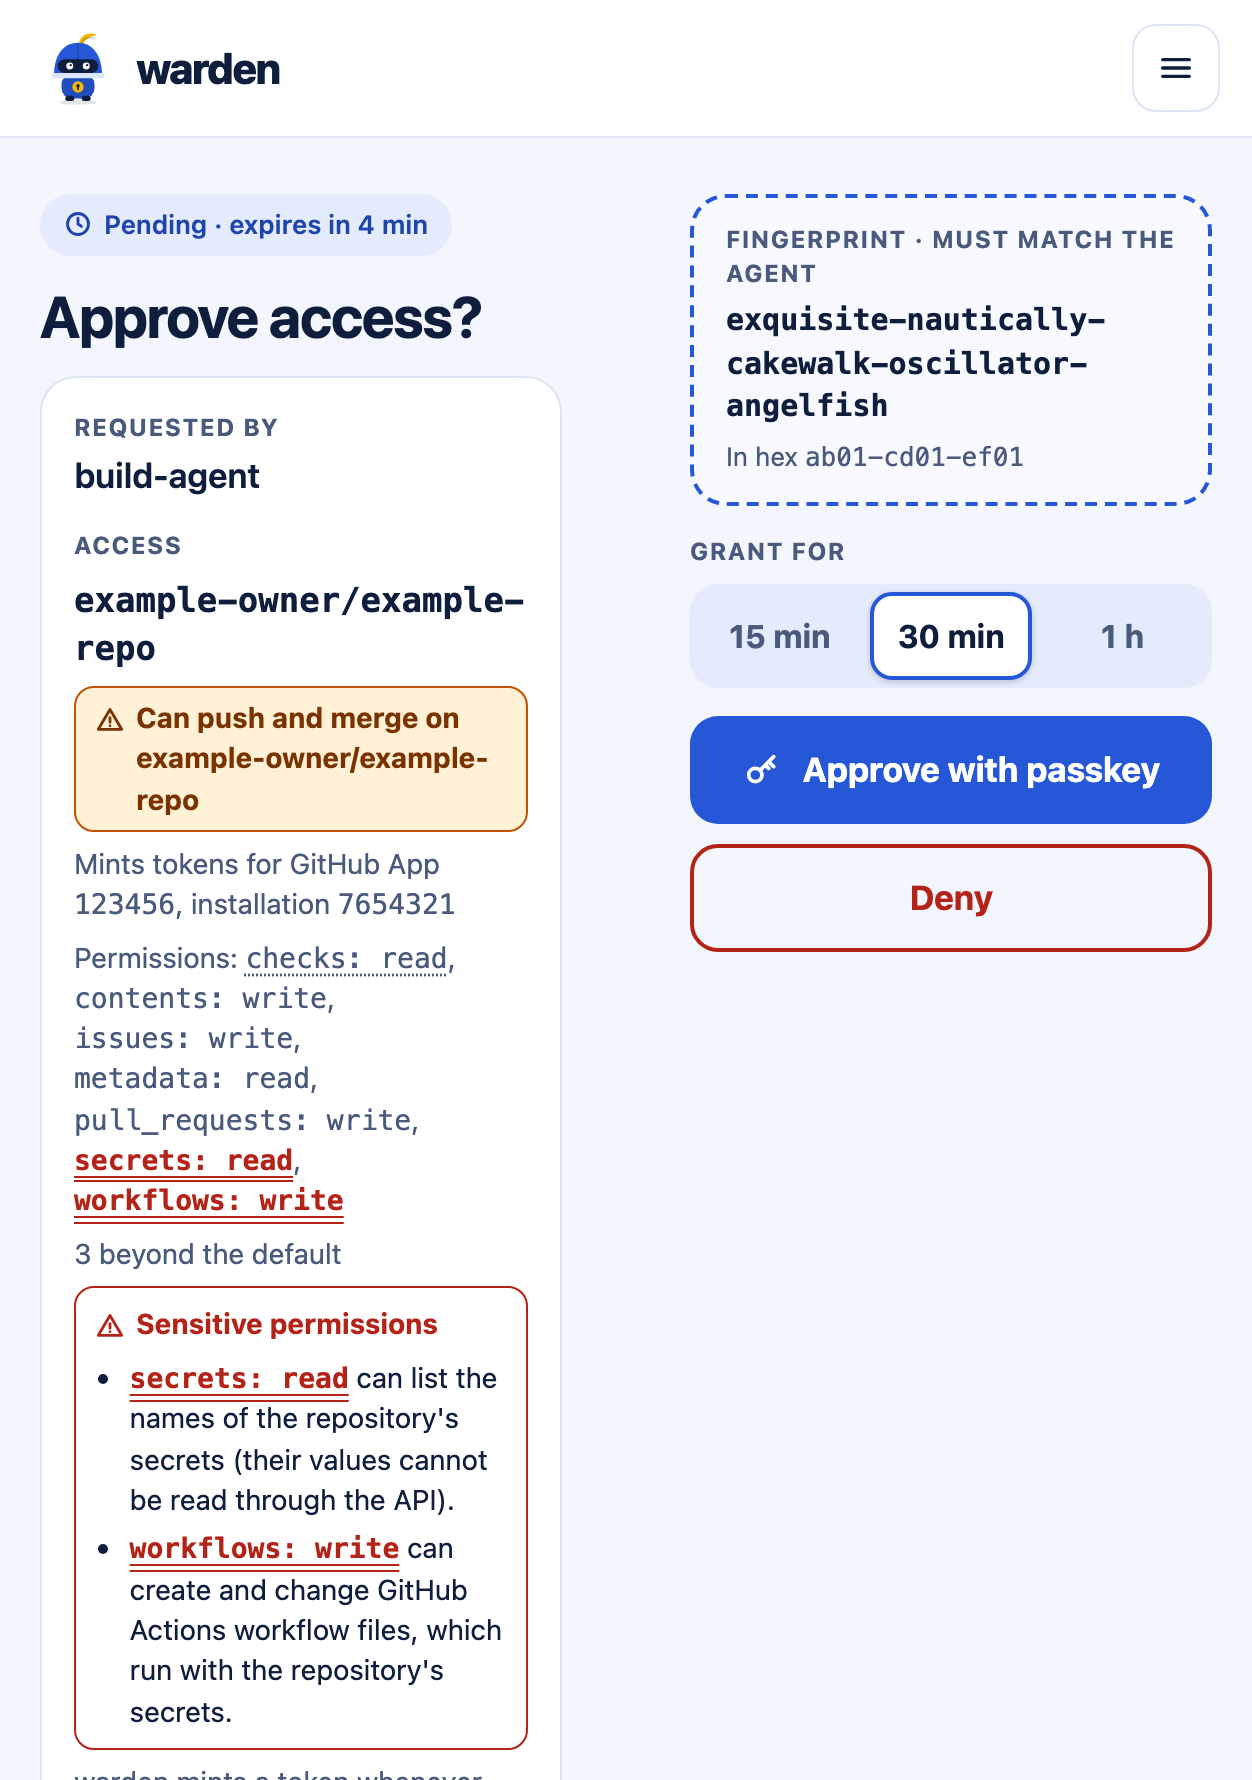 warden
Pending · expires in 4 min
Approve access?
REQUESTED BY
build-agent
ACCESS
example-owner/example-
repo
Can push and merge on
example-owner/example-
repo
Mints tokens for GitHub App
123456, installation 7654321
Permissions: checks: read,
contents: write,
issues: write,
metadata: read,
pull_requests: write,
secrets: read,
workflows: write
3 beyond the default
Sensitive permissions
• secrets: read can list the
names of the repository's
secrets (their values cannot
be read through the API).
• workflows: write can
create and change GitHub
Actions workflow files, which
run with the repository's
secrets.
warden mints a token whenever
FINGERPRINT · MUST MATCH THE
AGENT
exquisite-nautically-
cakewalk-oscillator-
angelfish
In hex ab01-cd01-ef01
GRANT FOR
15 min
30 min
1 h
Approve with passkey
Deny